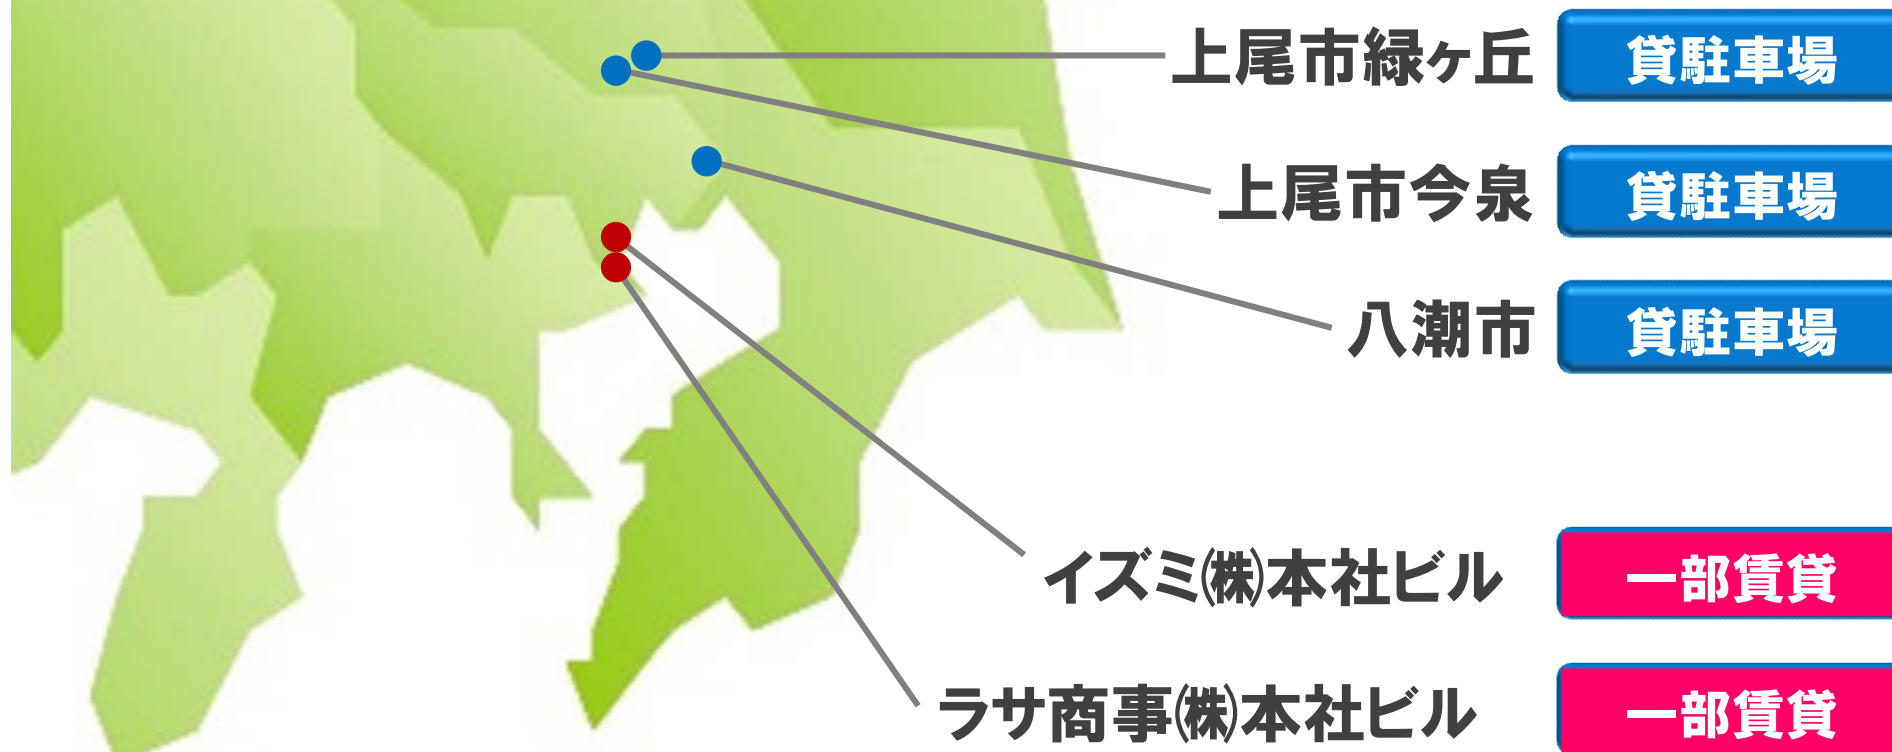 上尾市緑ヶ丘 貸駐車場
上尾市今泉 貸駐車場
八潮市 貸駐車場
イズミ㈱本社ビル 一部賃貸
ラサ商事㈱本社ビル 一部賃貸